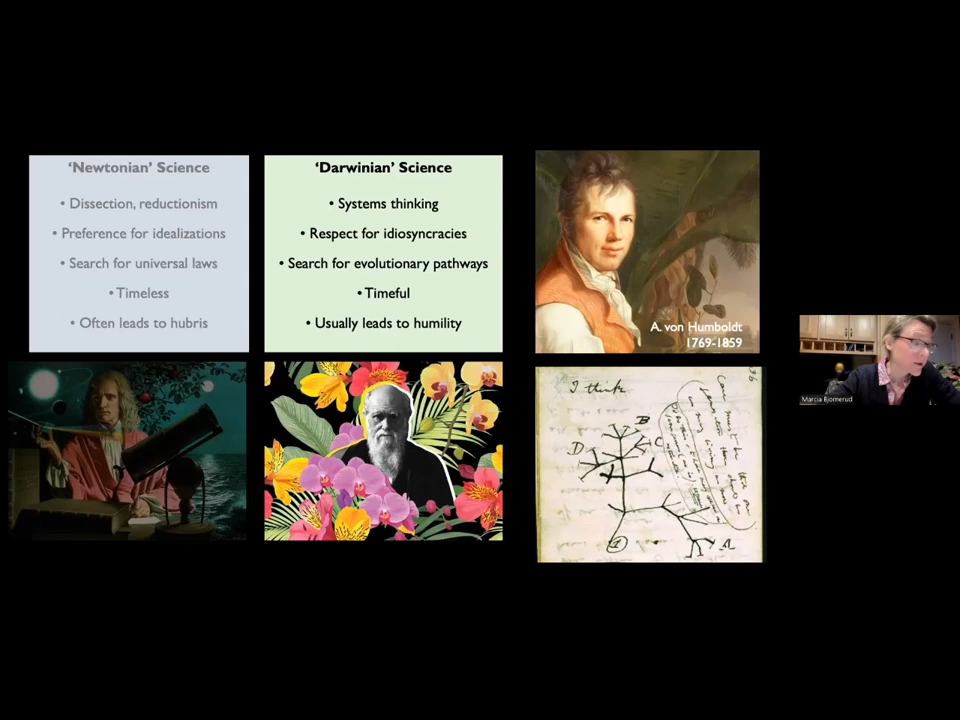 'Newtonian' Science
• Dissection, reductionism
• Preference for idealizations
• Search for universal laws
• Timeless
• Often leads to hubris
'Darwinian' Science
• Systems thinking
• Respect for idiosyncracies
• Search for evolutionary pathways
• Timeful
• Usually leads to humility
A. von Humboldt
1769-1859
I think
B
C
D
A
1
36
Marcia Bjornerud